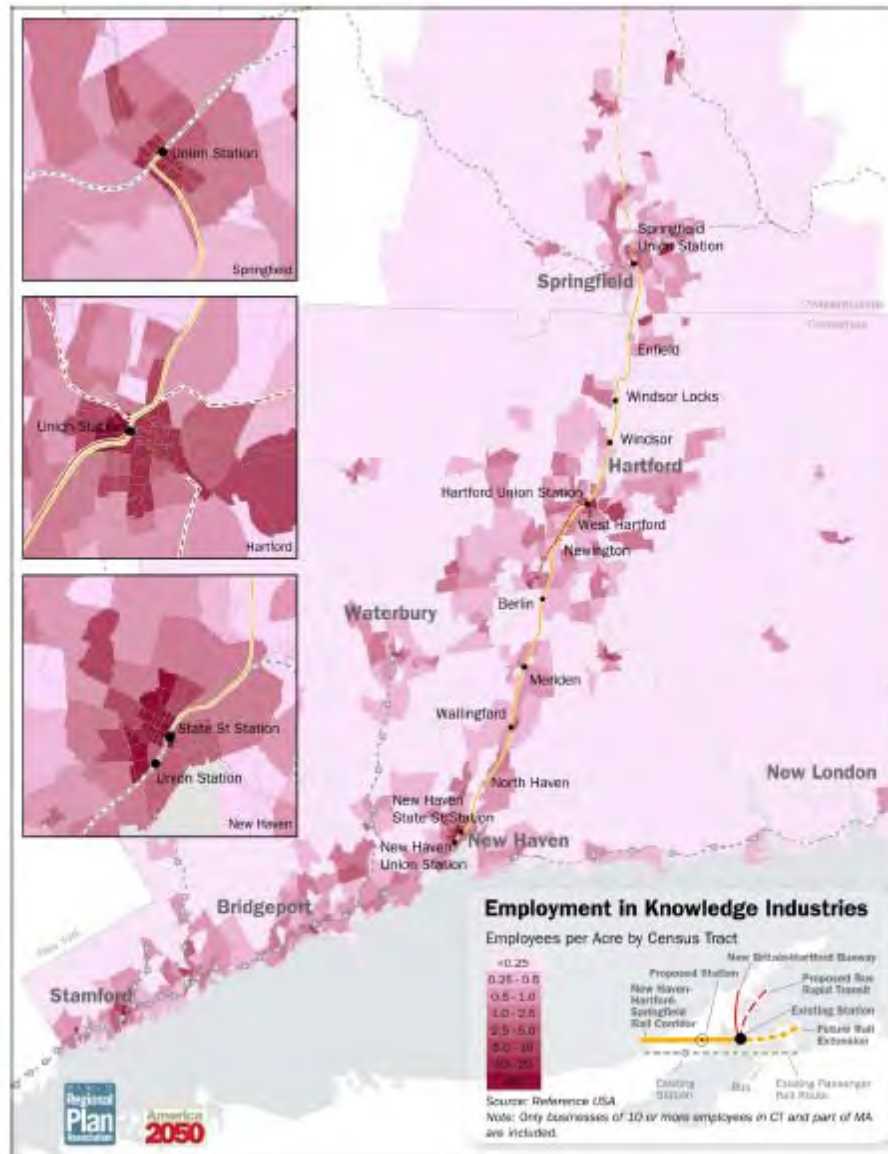 Union Station
Springfield
Union Station
Hartford
State St Station
Union Station
New Haven
Springfield
Union Station
Springfield
Massachusetts
Connecticut
Enfield
Windsor Locks
Windsor
Hartford
Hartford Union Station
West Hartford
Newington
Berlin
Waterbury
Meriden
Wallingford
North Haven
New London
New Haven
State St Station
New Haven
New Haven
Union Station
Bridgeport
New York
Stamford
Employment in Knowledge Industries
Employees per Acre by Census Tract
<0.25
0.25 - 0.5
0.5 - 1.0
1.0 - 2.5
2.5 - 5.0
5.0 - 10
10 - 20
New Britain-Hartford Busway
Proposed Station
Proposed Bus
Rapid Transit
New Haven-
Hartford-
Springfield
Rail Corridor
Existing Station
Future Rail
Extension
Existing
Station
Bus
Existing Passenger
Rail Route
Source: Reference USA
Note: Only businesses of 10 or more employees in CT and part of MA
are included.
Regional
Plan
Association
America
2050